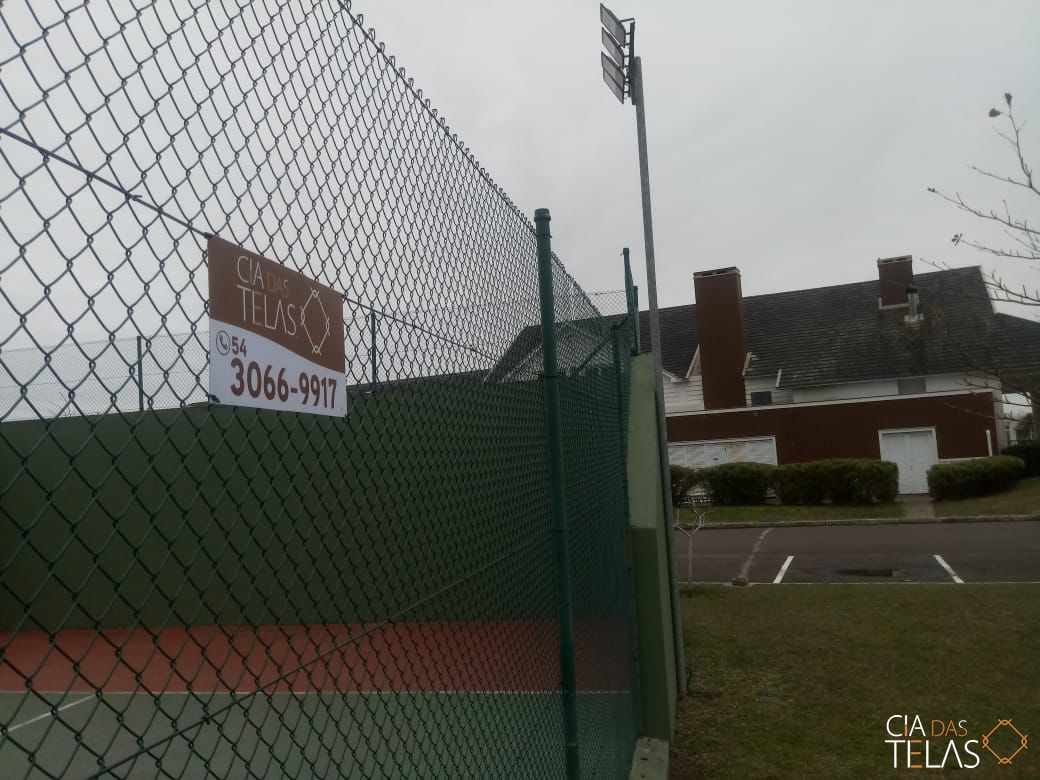 CIA DAS
TELAS
54
3066-9917
CIA DAS
TELAS